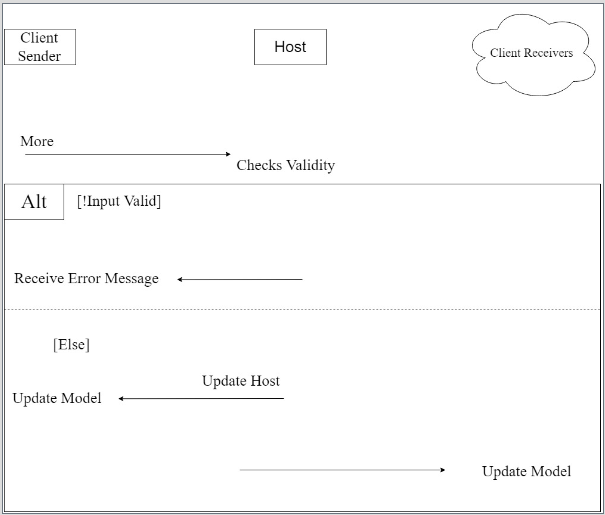 Client
Sender
Host
Client Receivers
More
Checks Validity
Alt
[!Input Valid]
Receive Error Message
[Else]
Update Host
Update Model
Update Model